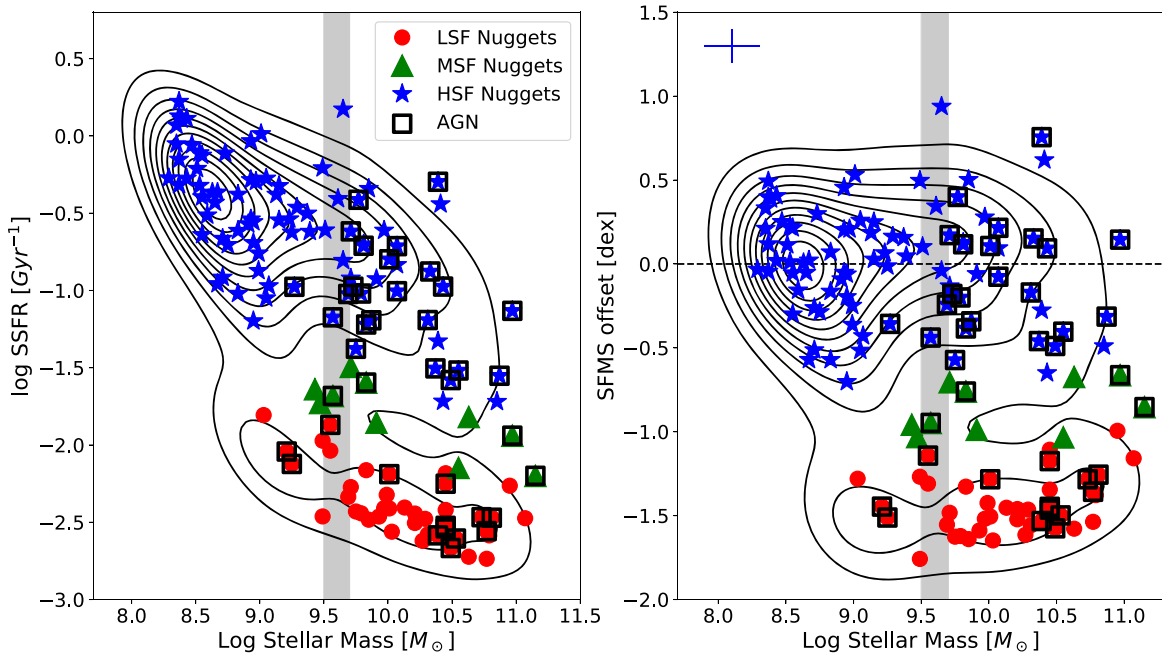 LSF Nuggets
MSF Nuggets
HSF Nuggets
AGN
0.5
0.0
−0.5
−1.0
−1.5
−2.0
−2.5
−3.0
log SSFR [Gyr⁻¹]
8.0 8.5 9.0 9.5 10.0 10.5 11.0 11.5
Log Stellar Mass [M⊙]
1.5
1.0
0.5
0.0
−0.5
−1.0
−1.5
−2.0
SFMS offset [dex]
8.0 8.5 9.0 9.5 10.0 10.5 11.0
Log Stellar Mass [M⊙]